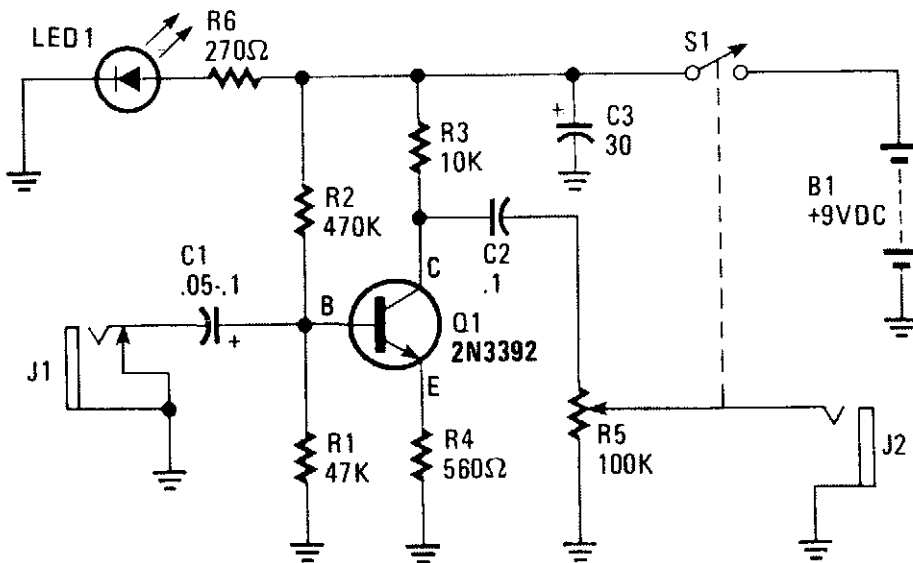 LED1
R6
270Ω
S1
+
C3
30
R3
10K
B1
+9VDC
R2
470K
C2
.1
C1
.05-.1
+
C
B
Q1
2N3392
E
J1
R1
47K
R4
560Ω
R5
100K
J2